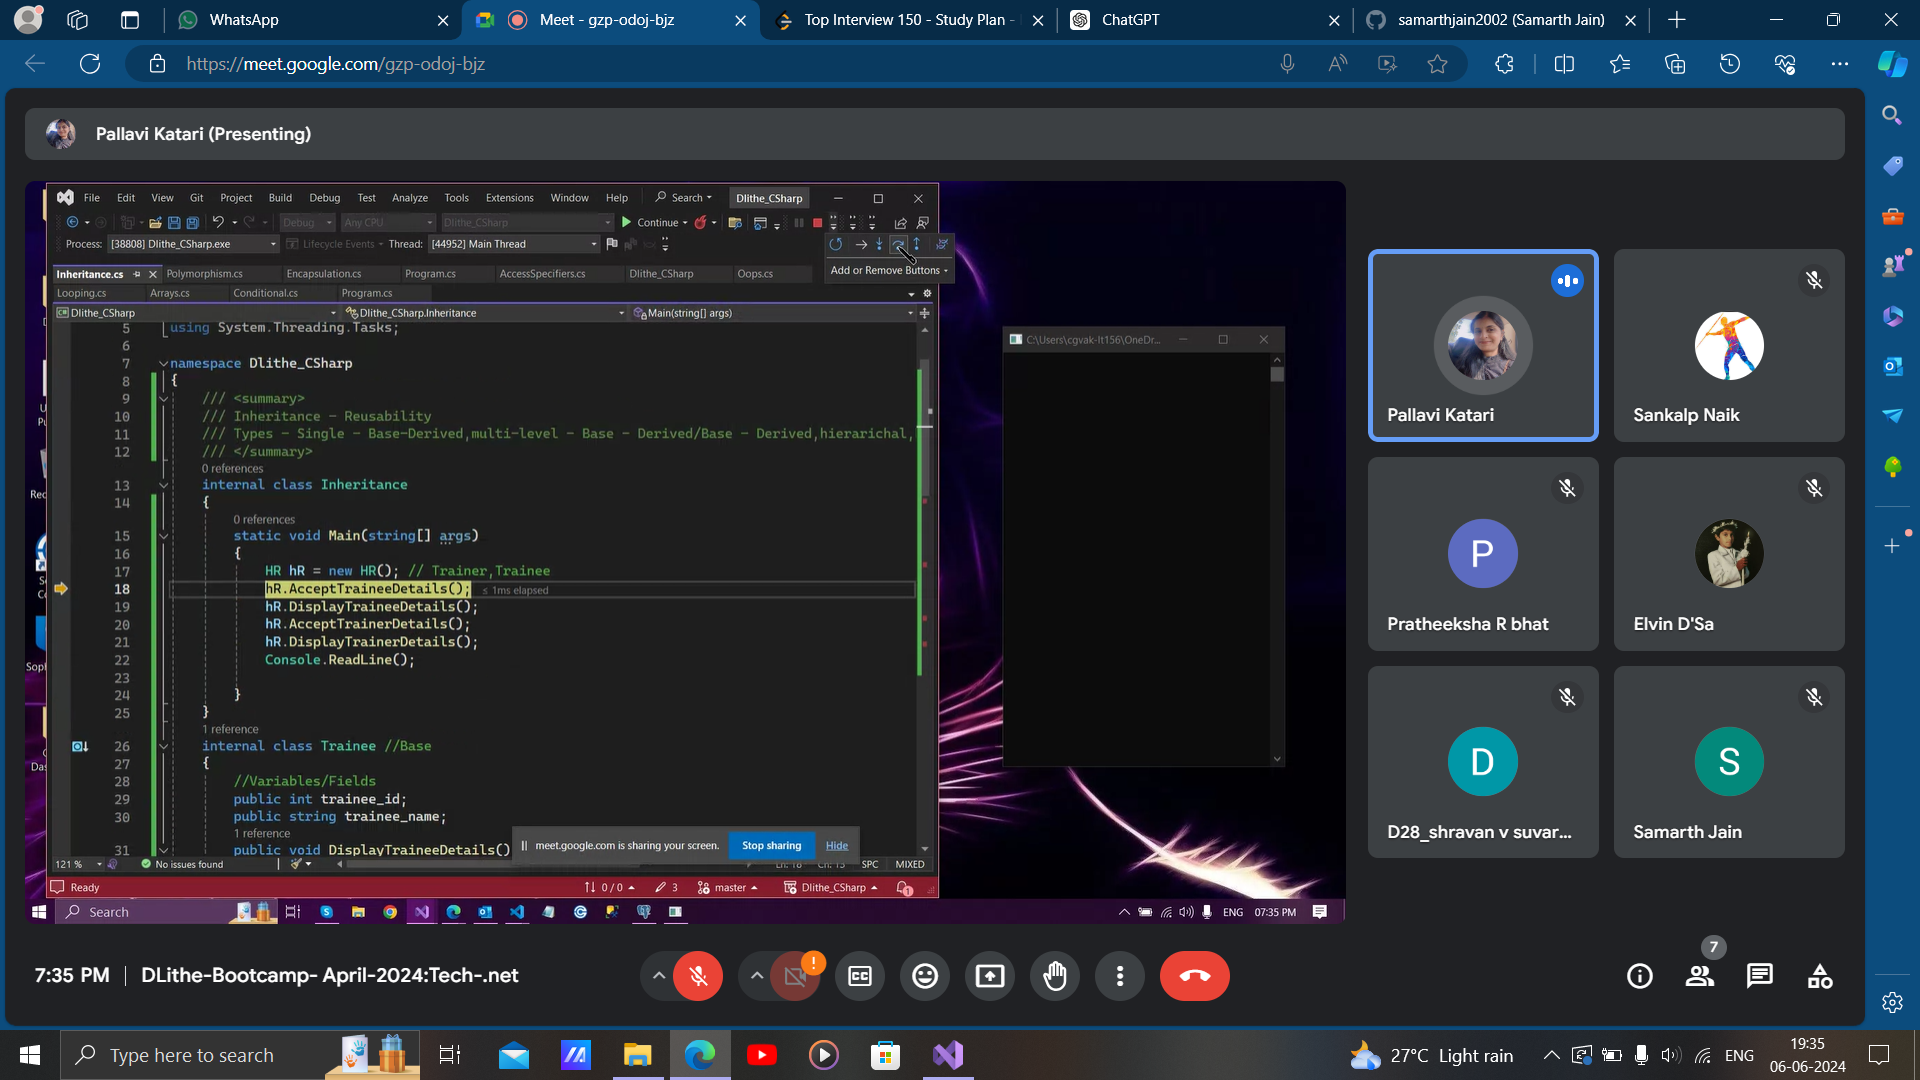 WhatsApp
Meet - gzp-odoj-bjz
Top Interview 150 - Study Plan -
ChatGPT
samarthjain2002 (Samarth Jain)
https://meet.google.com/gzp-odoj-bjz
Pallavi Katari (Presenting)
File Edit View Git Project Build Debug Test Analyze Tools Extensions Window Help Search Dlithe_CSharp
Debug Any CPU Dlithe_CSharp Continue
Process: [38808] Dlithe_CSharp.exe Lifecycle Events Thread: [44952] Main Thread
Add or Remove Buttons
Inheritance.cs Polymorphism.cs Encapsulation.cs Program.cs AccessSpecifiers.cs Dlithe_CSharp Oops.cs
Looping.cs Arrays.cs Conditional.cs Program.cs
Dlithe_CSharp Dlithe_CSharp.Inheritance Main(string[] args)
5 using System.Threading.Tasks;
6
7 namespace Dlithe_CSharp
8 {
9 /// <summary>
10 /// Inheritance - Reusability
11 /// Types - Single - Base-Derived,multi-level - Base - Derived/Base - Derived,hierarichal,
12 /// </summary>
0 references
13 internal class Inheritance
14 {
0 references
15 static void Main(string[] args)
16 {
17 HR hR = new HR(); // Trainer,Trainee
18 hR.AcceptTraineeDetails(); ≤ 1ms elapsed
19 hR.DisplayTraineeDetails();
20 hR.AcceptTrainerDetails();
21 hR.DisplayTrainerDetails();
22 Console.ReadLine();
23
24 }
25 }
1 reference
26 internal class Trainee //Base
27 {
28 //Variables/Fields
29 public int trainee_id;
30 public string trainee_name;
1 reference
31 public void DisplayTraineeDetails()
meet.google.com is sharing your screen. Stop sharing Hide
121 % No issues found SPC MIXED
Ready 0 / 0 3 master Dlithe_CSharp 1
Search ENG 07:35 PM
C:\Users\cgvak-lt156\OneDr...
Pallavi Katari
Sankalp Naik
P
Pratheeksha R bhat
Elvin D'Sa
D
D28_shravan v suvar...
S
Samarth Jain
7:35 PM DLithe-Bootcamp- April-2024:Tech-.net
!
CC
7
Type here to search
27°C Light rain
ENG
19:35
06-06-2024